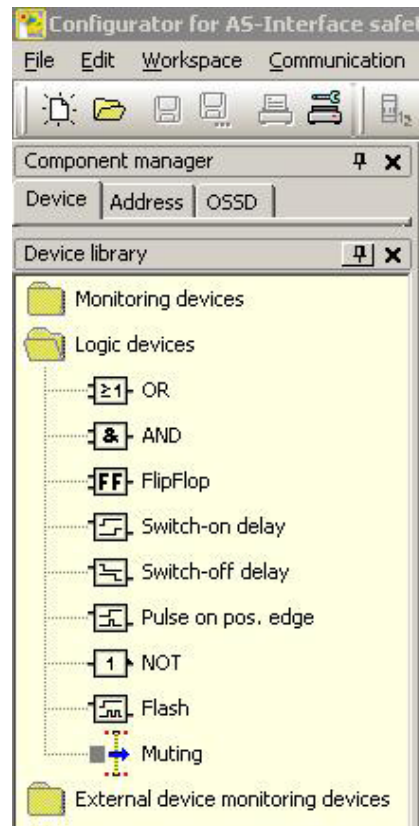 Configurator for AS-Interface safe
File Edit Workspace Communication
Component manager
Device Address OSSD
Device library
Monitoring devices
Logic devices
≥1 OR
& AND
FF FlipFlop
Switch-on delay
Switch-off delay
Pulse on pos. edge
1 NOT
Flash
Muting
External device monitoring devices